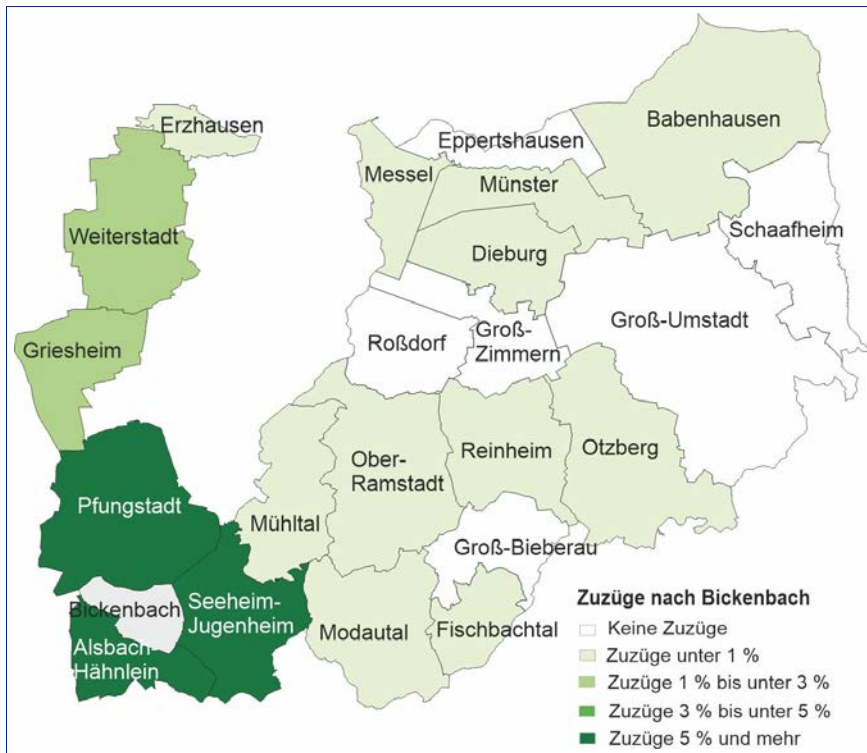 Erzhausen
Eppertshausen
Babenhausen
Messel
Münster
Weiterstadt
Schaafheim
Dieburg
Griesheim
Roßdorf
Groß-
Zimmern
Groß-Umstadt
Ober-
Ramstadt
Reinheim
Otzberg
Pfungstadt
Mühltal
Groß-Bieberau
Bickenbach
Seeheim-
Jugenheim
Modautal
Fischbachtal
Alsbach-
Hähnlein
Zuzüge nach Bickenbach
Keine Zuzüge
Zuzüge unter 1 %
Zuzüge 1 % bis unter 3 %
Zuzüge 3 % bis unter 5 %
Zuzüge 5 % und mehr